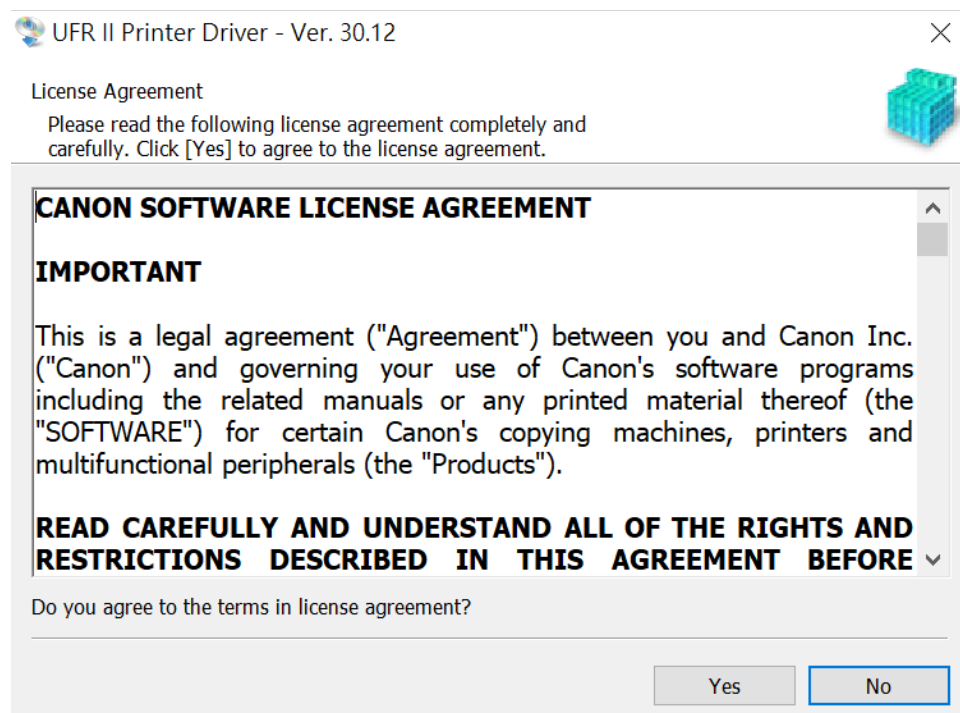 UFR II Printer Driver - Ver. 30.12
License Agreement
Please read the following license agreement completely and
carefully. Click [Yes] to agree to the license agreement.
CANON SOFTWARE LICENSE AGREEMENT
IMPORTANT
This is a legal agreement ("Agreement") between you and Canon Inc.
("Canon") and governing your use of Canon's software programs
including the related manuals or any printed material thereof (the
"SOFTWARE") for certain Canon's copying machines, printers and
multifunctional peripherals (the "Products").
READ CAREFULLY AND UNDERSTAND ALL OF THE RIGHTS AND
RESTRICTIONS DESCRIBED IN THIS AGREEMENT BEFORE
Do you agree to the terms in license agreement?
Yes
No